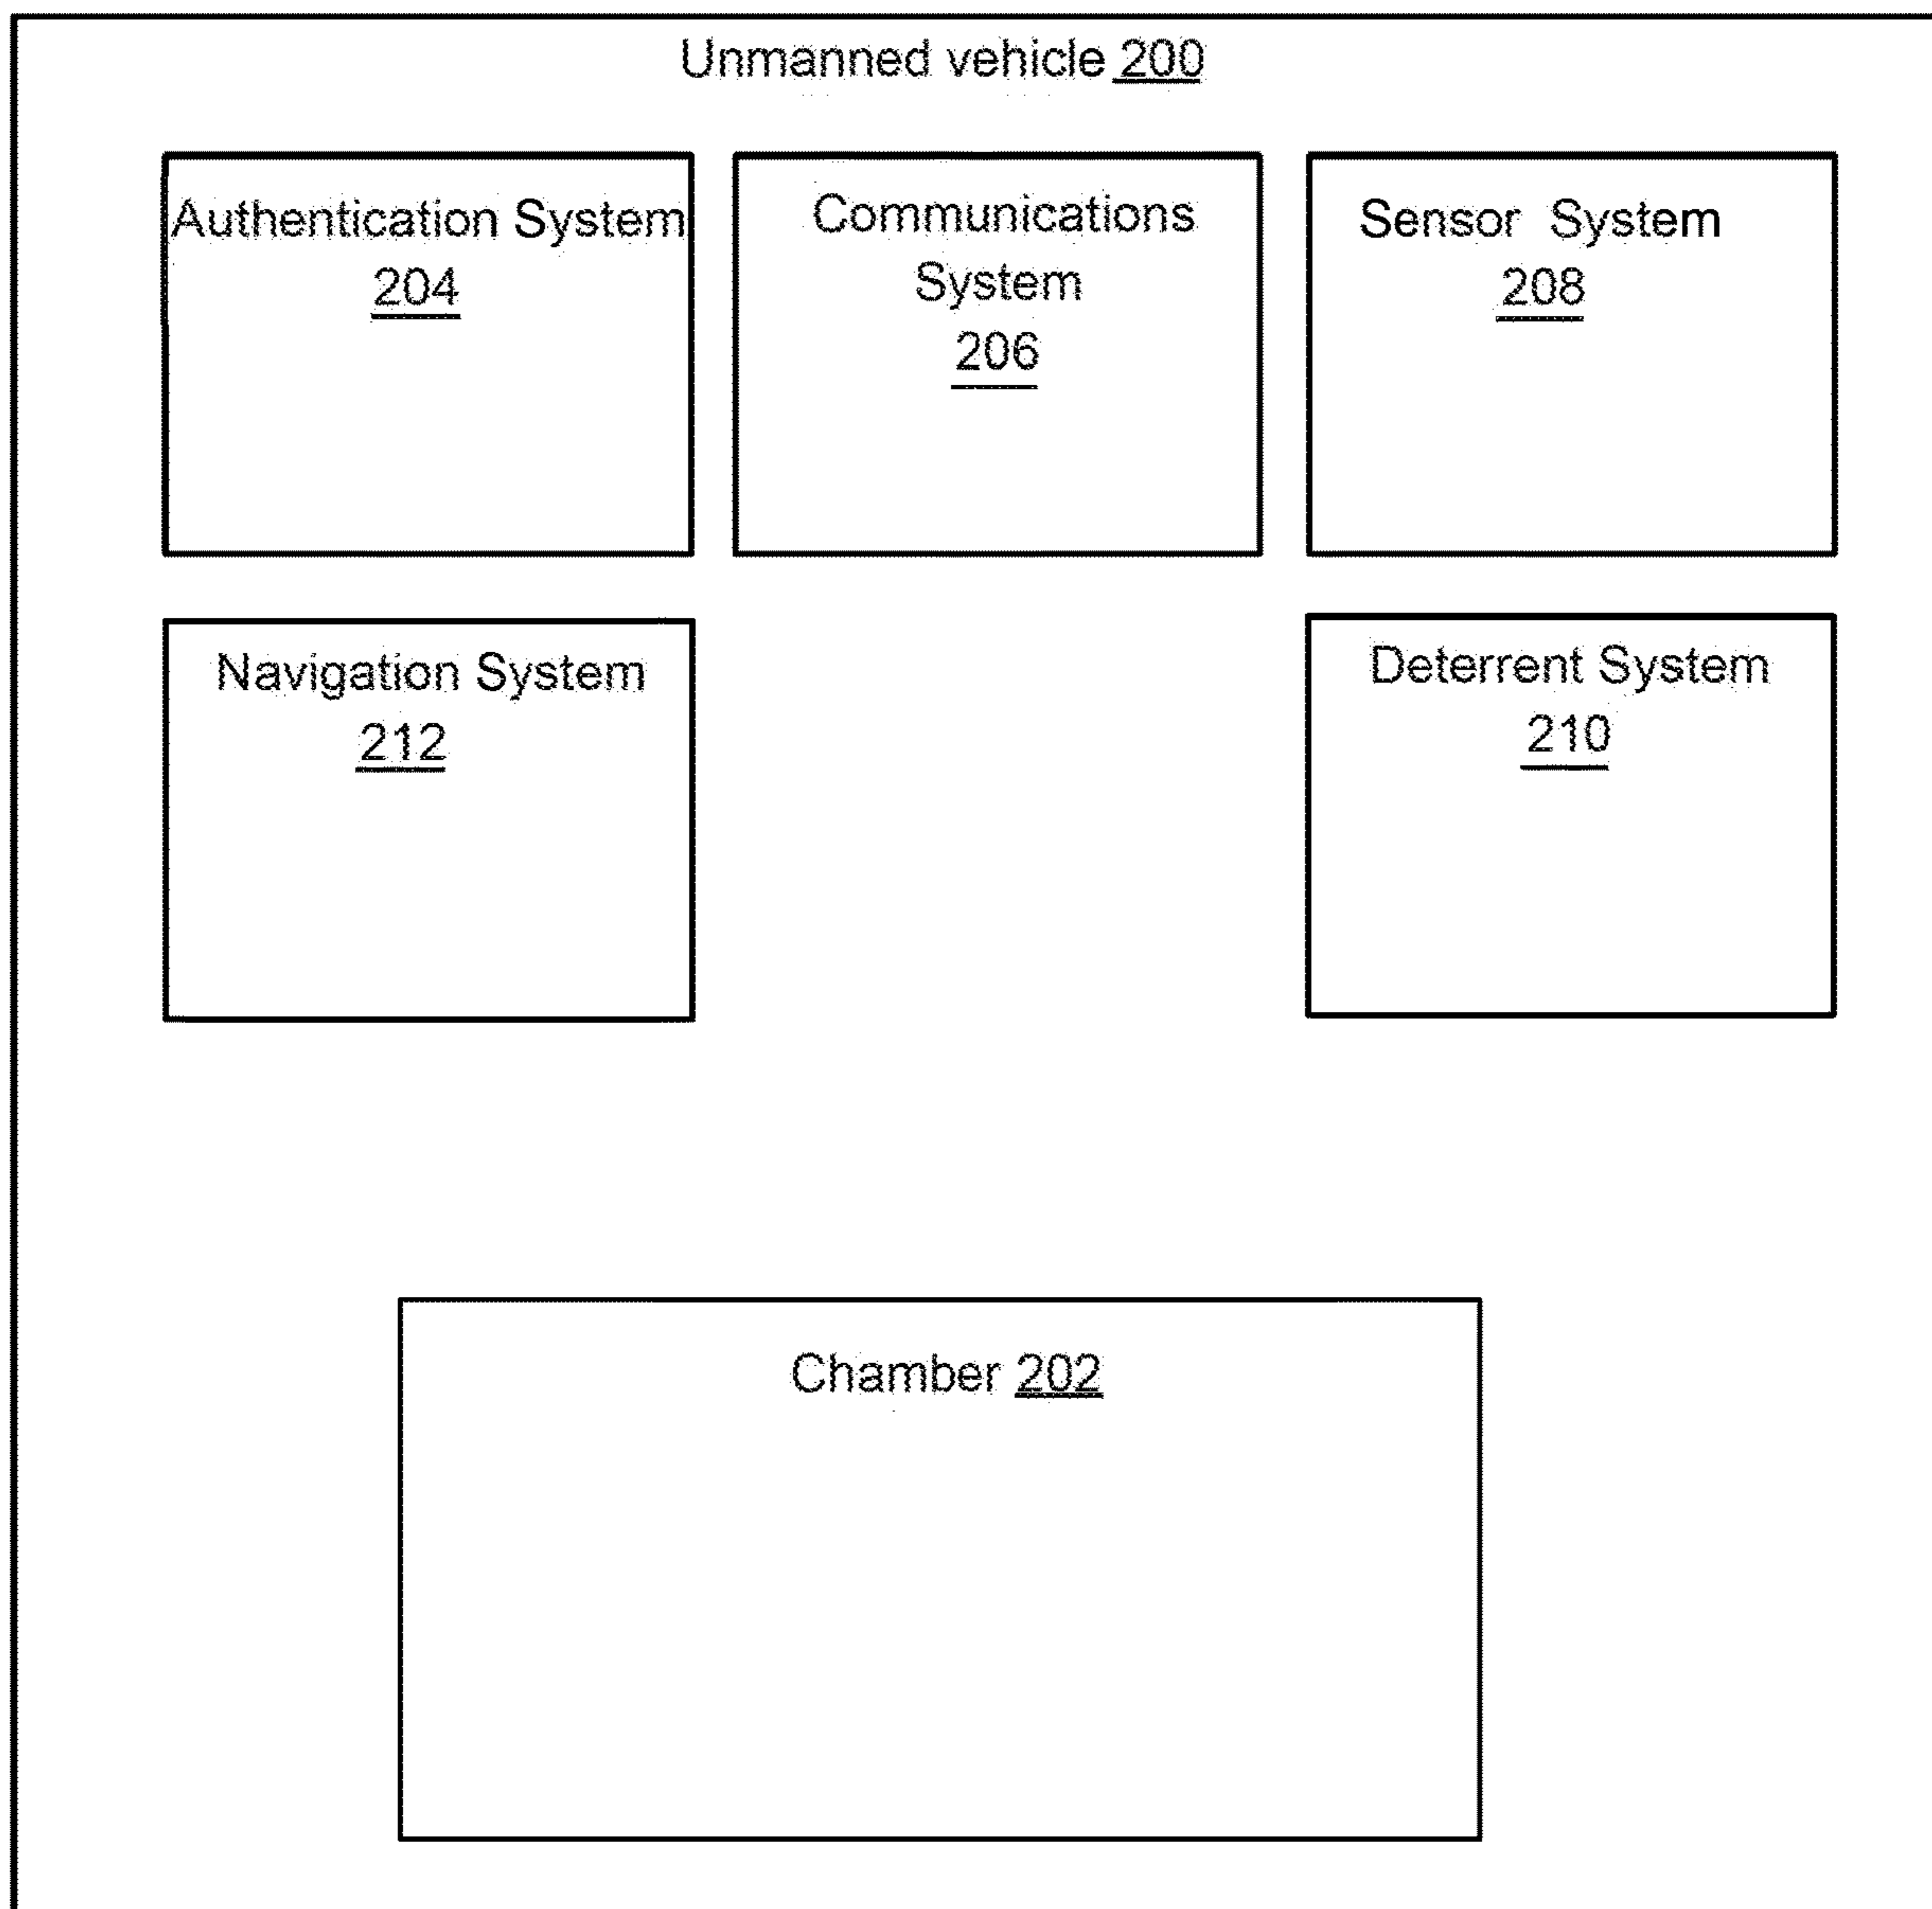 Unmanned vehicle 200
Authentication System
204
Communications
System
206
Sensor System
208
Navigation System
212
Deterrent System
210
Chamber 202